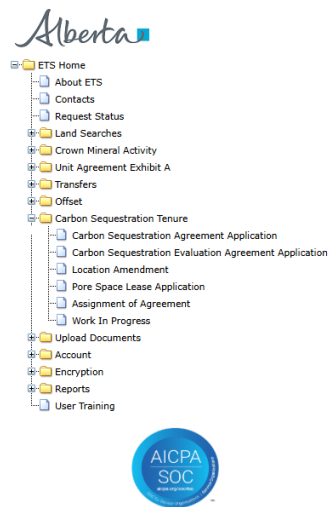 Alberta
ETS Home
About ETS
Contacts
Request Status
Land Searches
Crown Mineral Activity
Unit Agreement Exhibit A
Transfers
Offset
Carbon Sequestration Tenure
Carbon Sequestration Agreement Application
Carbon Sequestration Evaluation Agreement Application
Location Amendment
Pore Space Lease Application
Assignment of Agreement
Work In Progress
Upload Documents
Account
Encryption
Reports
User Training
AICPA
SOC